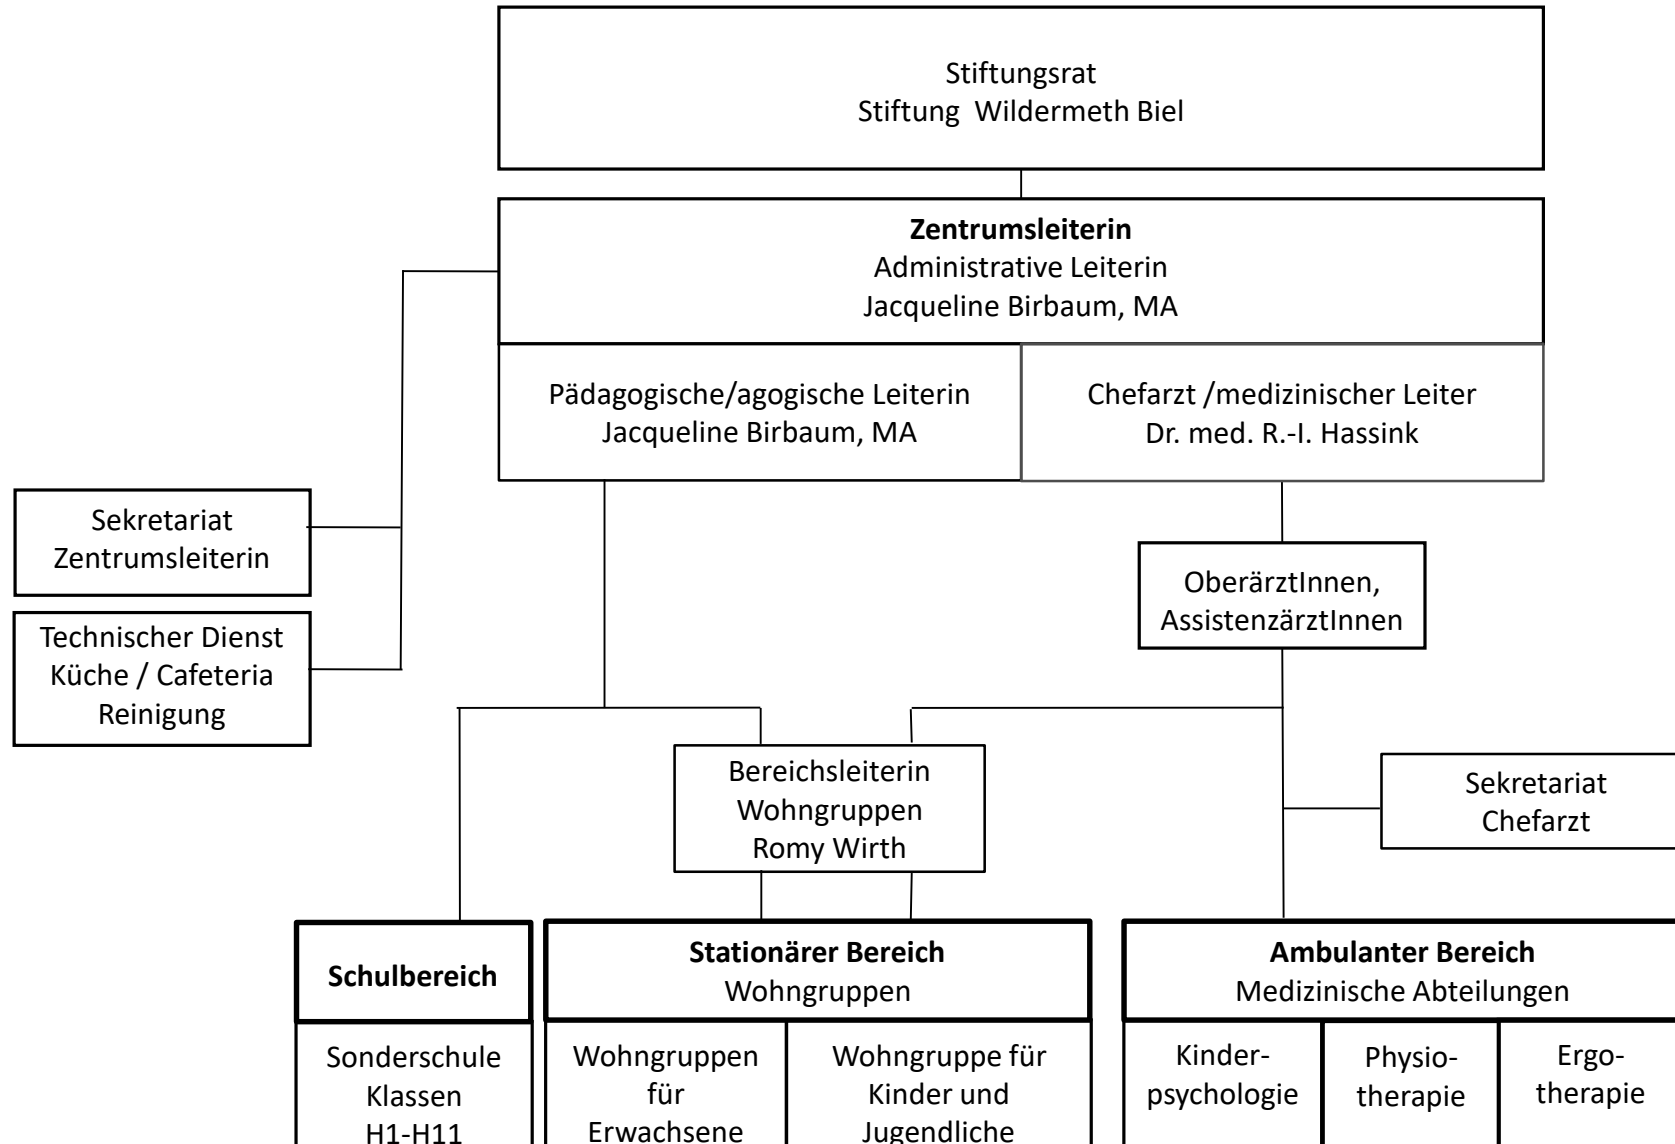 Stiftungsrat
Stiftung Wildermeth Biel
Zentrumsleiterin
Administrative Leiterin
Jacqueline Birbaum, MA
Pädagogische/agogische Leiterin
Jacqueline Birbaum, MA
Chefarzt /medizinischer Leiter
Dr. med. R.-I. Hassink
Sekretariat
Zentrumsleiterin
Technischer Dienst
Küche / Cafeteria
Reinigung
OberärztInnen,
AssistenzärztInnen
Bereichsleiterin
Wohngruppen
Romy Wirth
Sekretariat
Chefarzt
Schulbereich
Stationärer Bereich
Wohngruppen
Ambulanter Bereich
Medizinische Abteilungen
Sonderschule
Klassen
H1-H11
Wohngruppen
für
Erwachsene
Wohngruppe für
Kinder und
Jugendliche
Kinder-
psychologie
Physio-
therapie
Ergo-
therapie